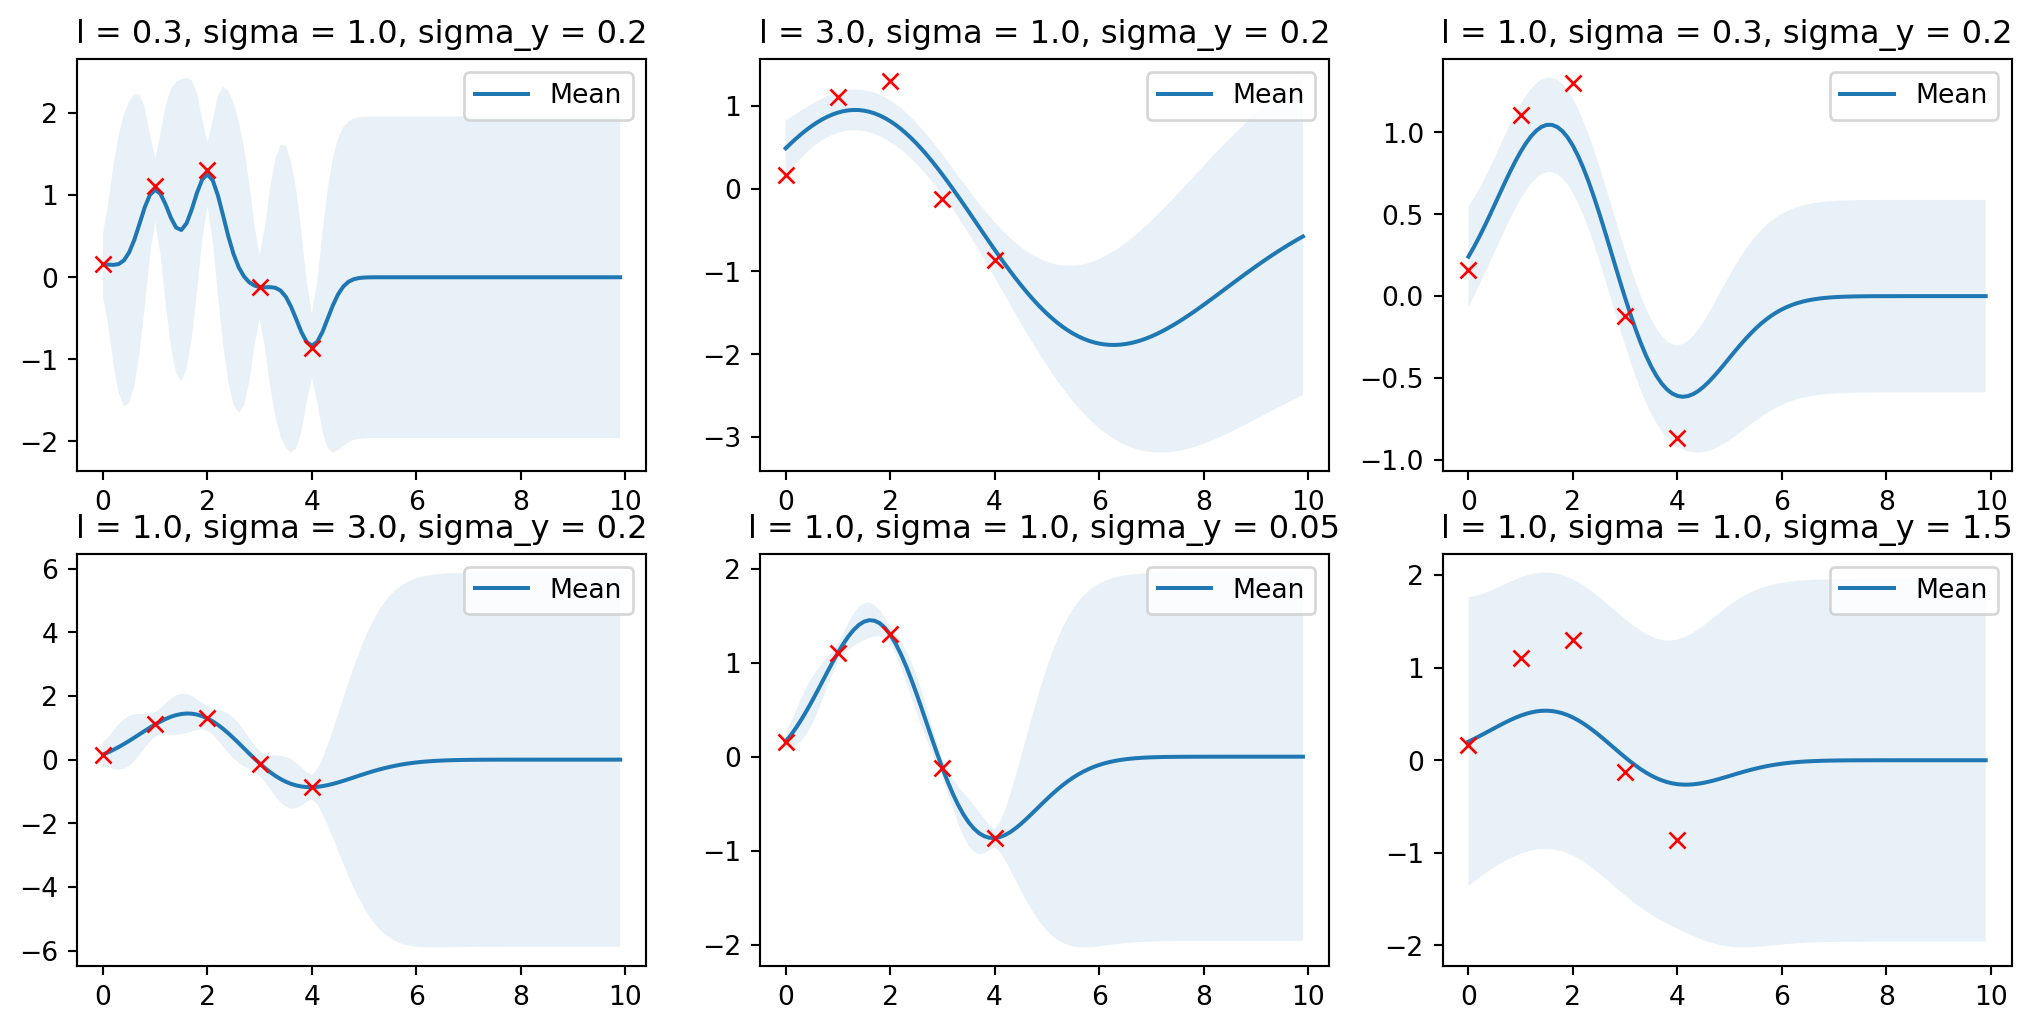 l = 0.3, sigma = 1.0, sigma_y = 0.2
l = 3.0, sigma = 1.0, sigma_y = 0.2
l = 1.0, sigma = 0.3, sigma_y = 0.2
Mean
2
1
0
−1
−2
0 2 4 6 8 10
Mean
1
0
−1
−2
−3
0 2 4 6 8 10
Mean
1.0
0.5
0.0
−0.5
−1.0
0 2 4 6 8 10
l = 1.0, sigma = 3.0, sigma_y = 0.2
l = 1.0, sigma = 1.0, sigma_y = 0.05
l = 1.0, sigma = 1.0, sigma_y = 1.5
Mean
6
4
2
0
−2
−4
−6
0 2 4 6 8 10
Mean
2
1
0
−1
−2
0 2 4 6 8 10
Mean
2
1
0
−1
−2
0 2 4 6 8 10